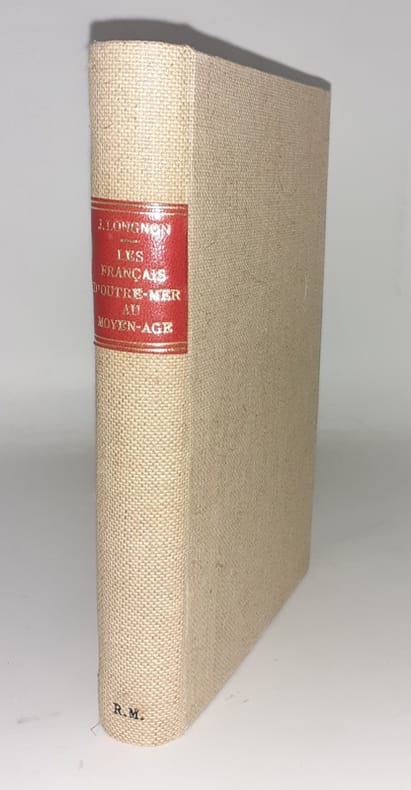 J. LONGNON
LES
FRANÇAIS
D'OUTRE-MER
AU
MOYEN-AGE
R.M.